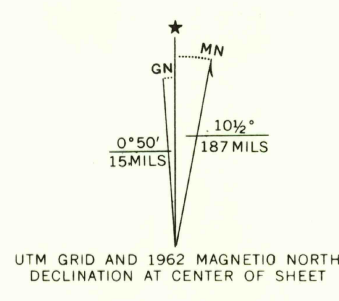 MN
GN
0°50'
15 MILS
10½°
187 MILS
UTM GRID AND 1962 MAGNETIC NORTH
DECLINATION AT CENTER OF SHEET